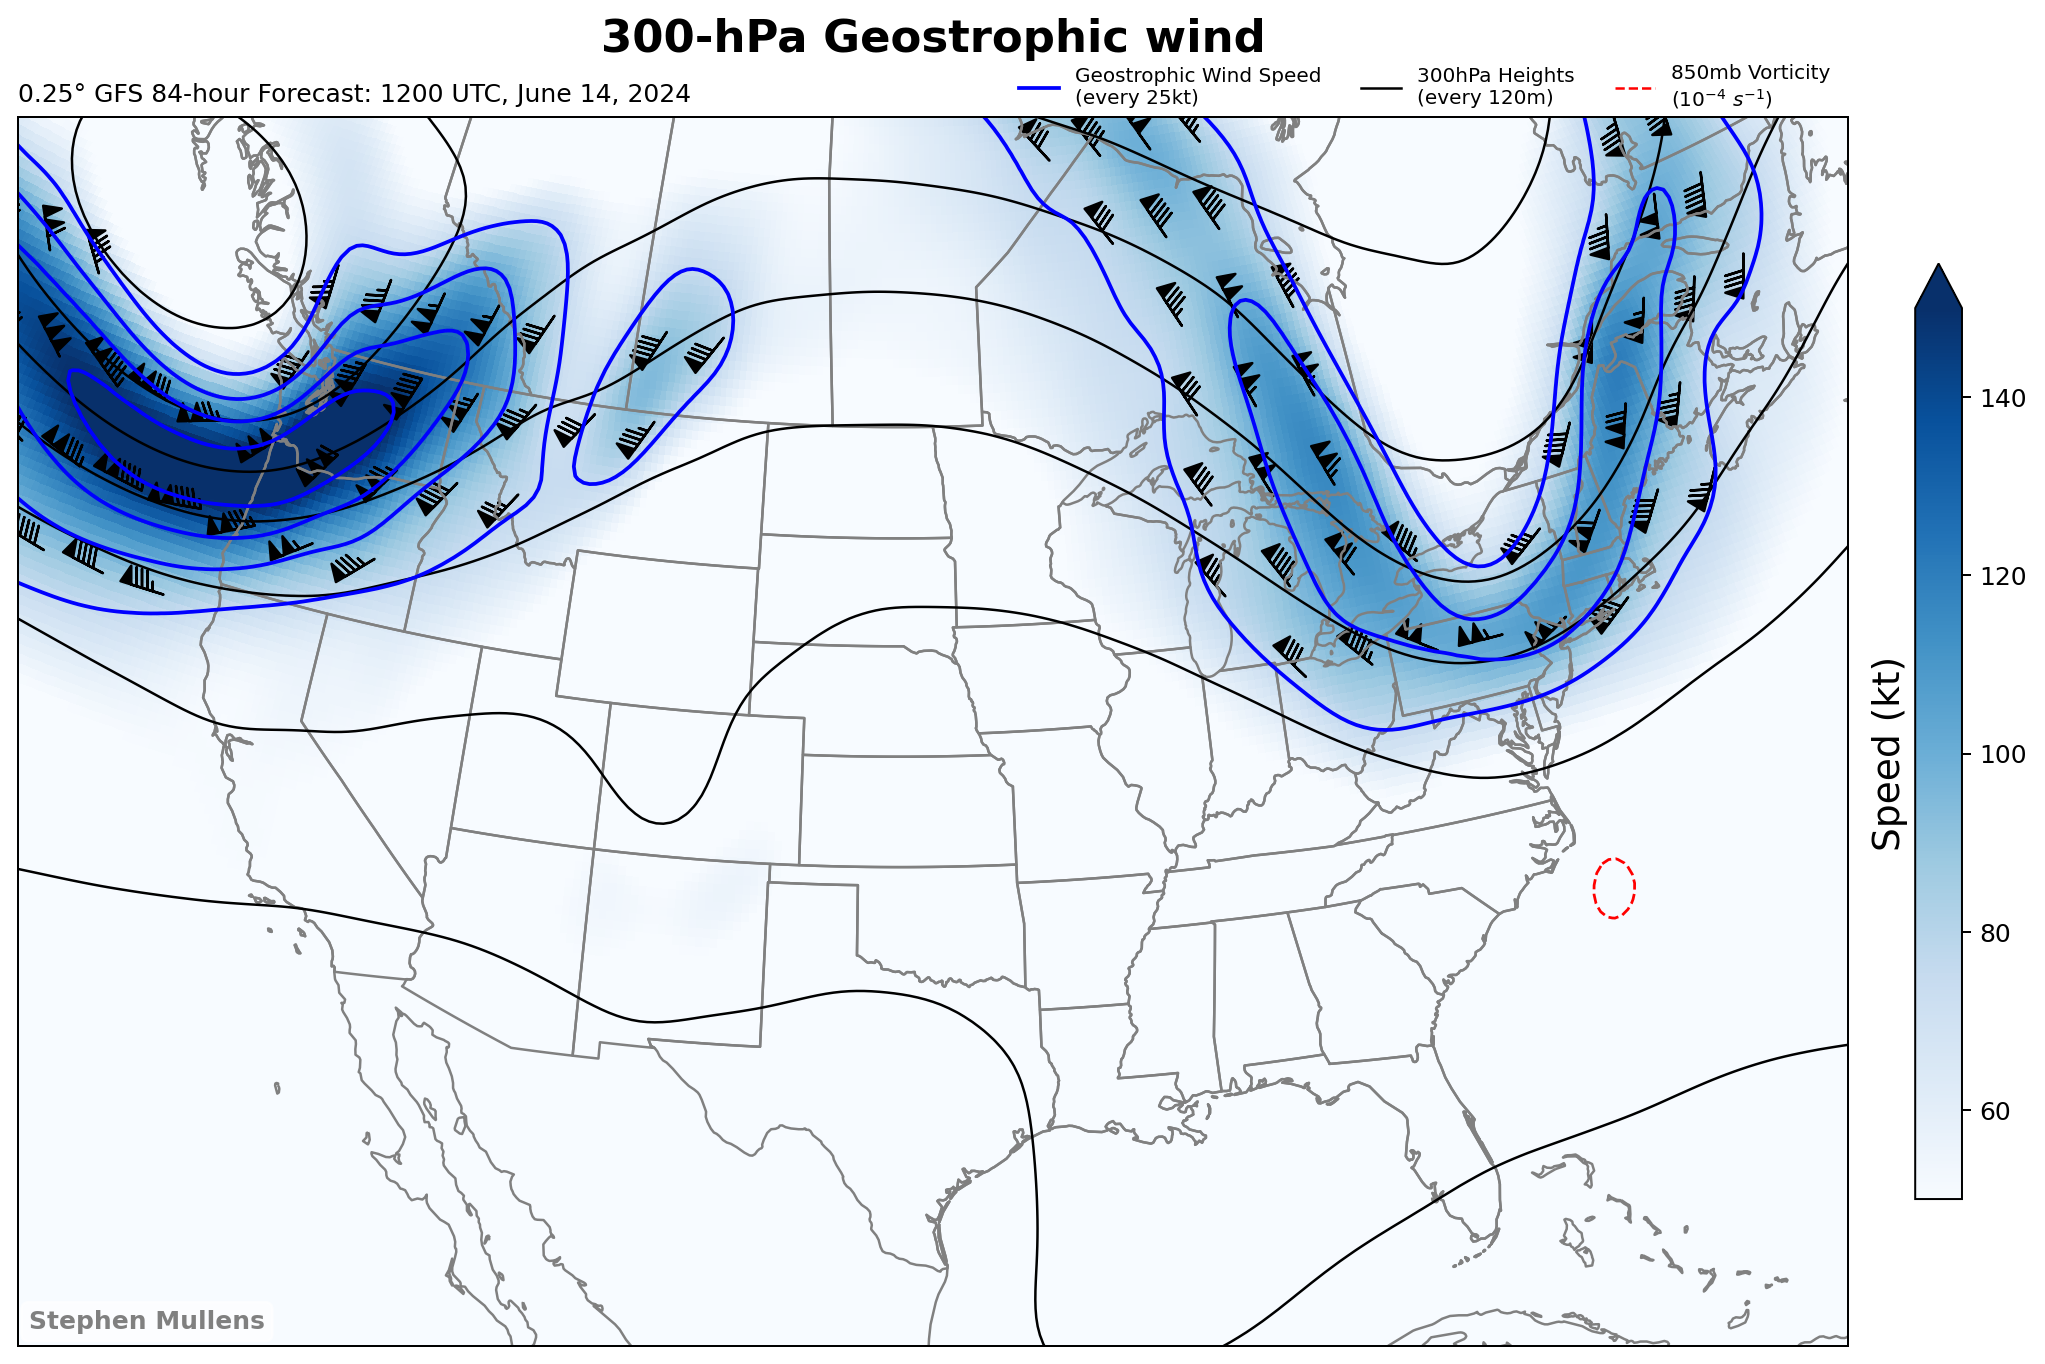 300-hPa Geostrophic wind
0.25° GFS 84-hour Forecast: 1200 UTC, June 14, 2024
Geostrophic Wind Speed
(every 25kt)
300hPa Heights
(every 120m)
850mb Vorticity
(10⁻⁴ s⁻¹)
140
120
100
80
60
Speed (kt)
Stephen Mullens